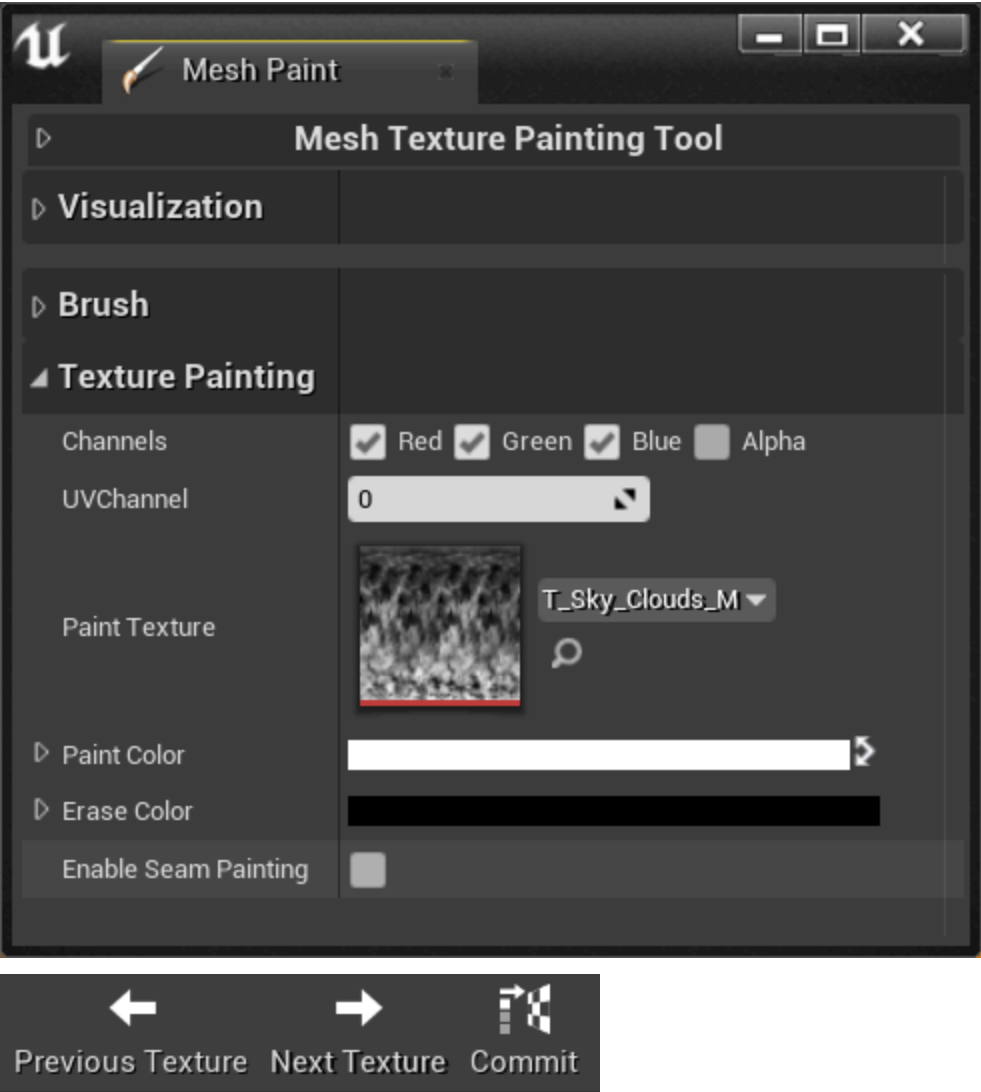 Mesh Paint
Mesh Texture Painting Tool
Visualization
Brush
Texture Painting
Channels Red Green Blue Alpha
UVChannel 0
Paint Texture T_Sky_Clouds_M
Paint Color
Erase Color
Enable Seam Painting
Previous Texture Next Texture Commit